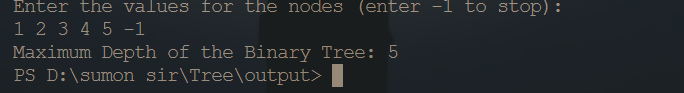 Enter the values for the nodes (enter -1 to stop):
1 2 3 4 5 -1
Maximum Depth of the Binary Tree: 5
PS D:\sumon sir\Tree\output>